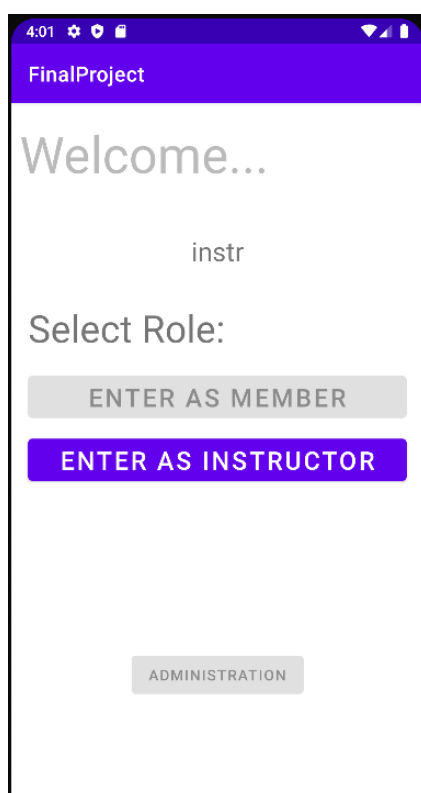 4:01
FinalProject
Welcome...
instr
Select Role:
ENTER AS MEMBER
ENTER AS INSTRUCTOR
ADMINISTRATION